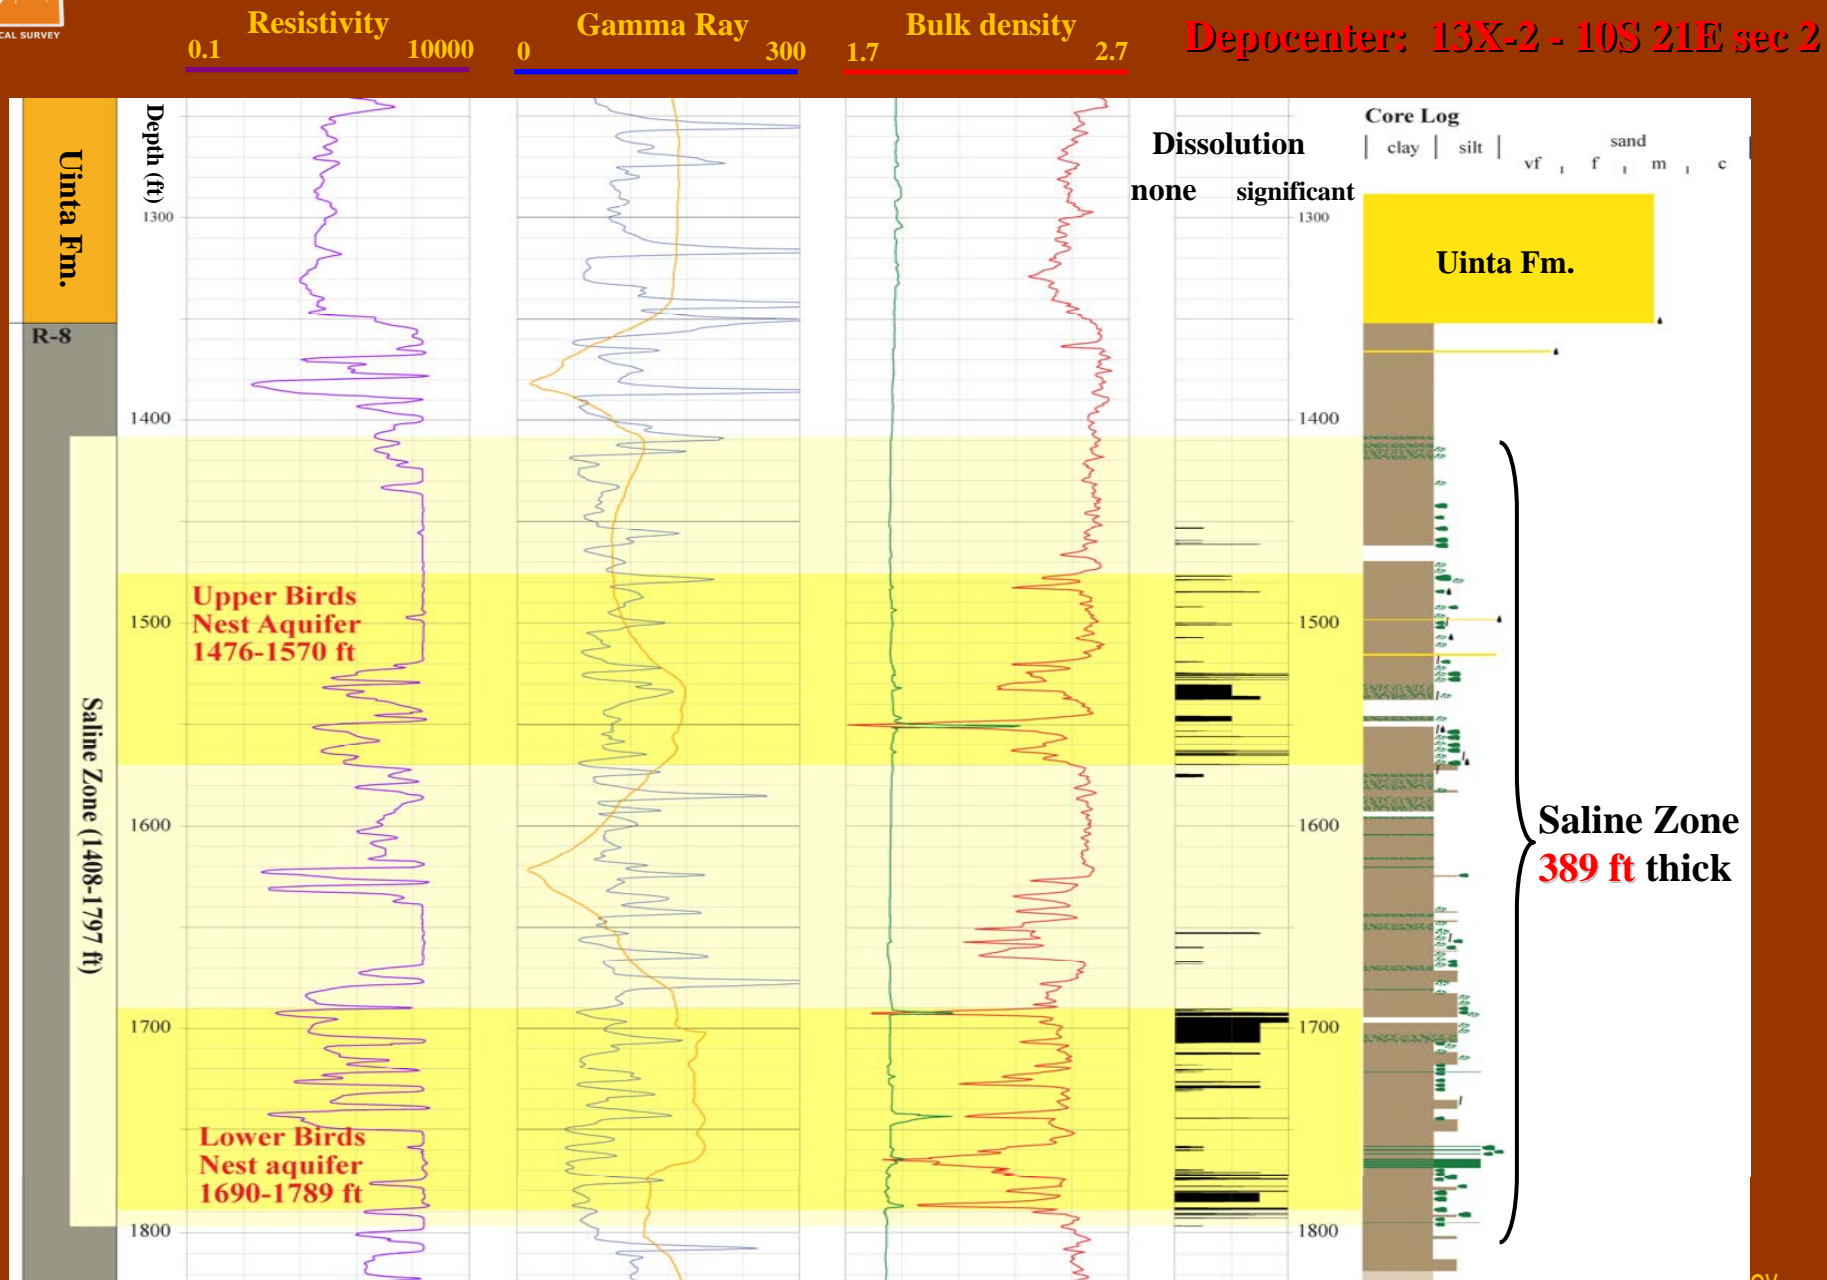 CAL SURVEY
Resistivity
0.1 10000
Gamma Ray
0 300
Bulk density
1.7 2.7
Depocenter: 13X-2 - 10S 21E sec 2
Uinta Fm.
R-8
Saline Zone (1408-1797 ft)
Depth (ft)
1300
1400
1500
1600
1700
1800
Upper Birds
Nest Aquifer
1476-1570 ft
Lower Birds
Nest aquifer
1690-1789 ft
Dissolution
none significant
1300
1400
1500
1600
1700
1800
Core Log
clay silt sand
vf f m c
Uinta Fm.
Saline Zone
389 ft thick